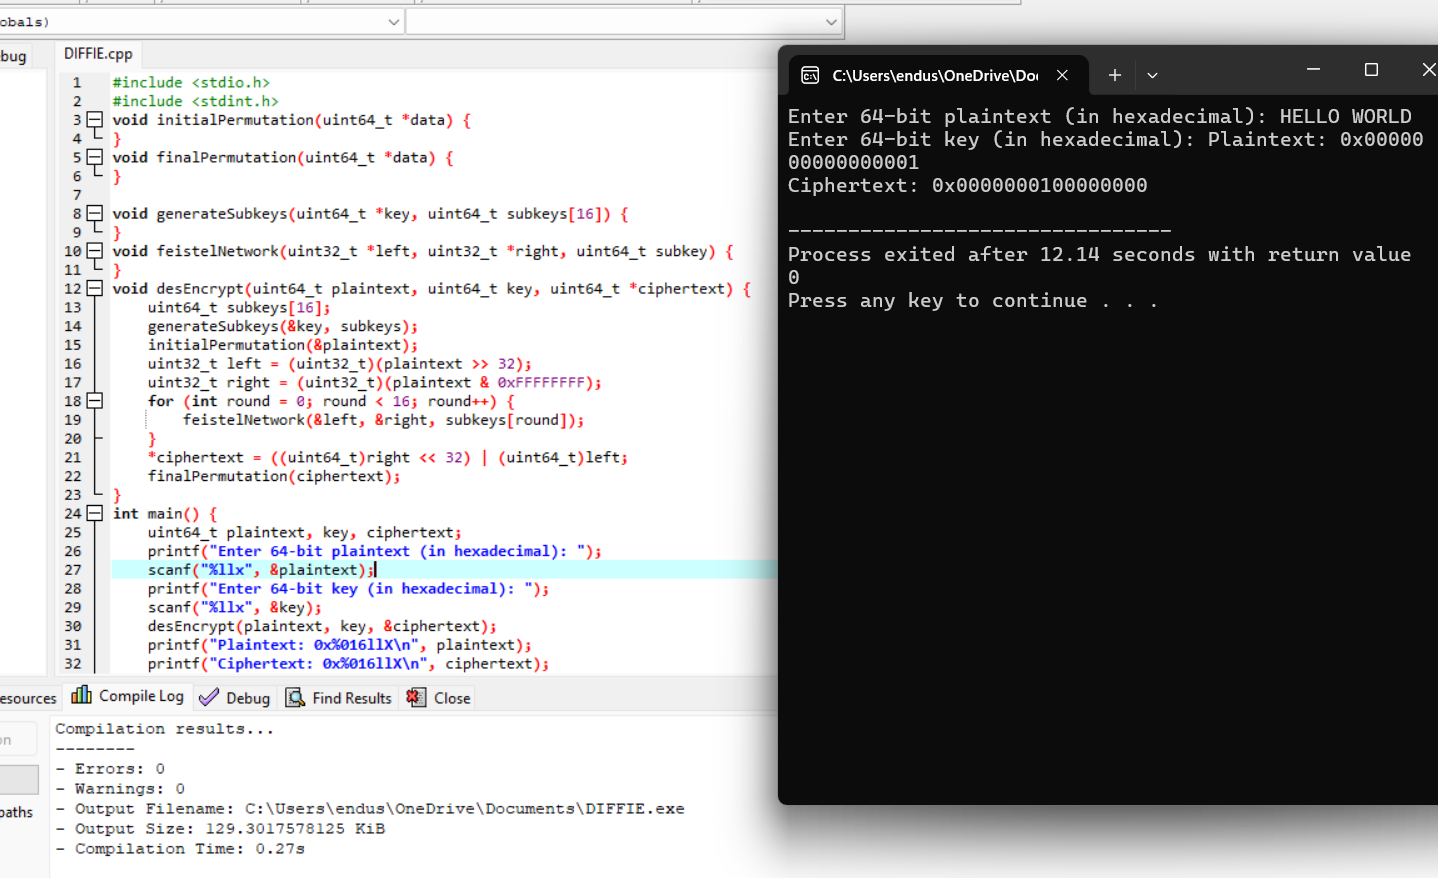 obals)
ebug
DIFFIE.cpp
1 #include <stdio.h>
2 #include <stdint.h>
3 void initialPermutation(uint64_t *data) {
4 }
5 void finalPermutation(uint64_t *data) {
6 }
7
8 void generateSubkeys(uint64_t *key, uint64_t subkeys[16]) {
9 }
10 void feistelNetwork(uint32_t *left, uint32_t *right, uint64_t subkey) {
11 }
12 void desEncrypt(uint64_t plaintext, uint64_t key, uint64_t *ciphertext) {
13 uint64_t subkeys[16];
14 generateSubkeys(&key, subkeys);
15 initialPermutation(&plaintext);
16 uint32_t left = (uint32_t)(plaintext >> 32);
17 uint32_t right = (uint32_t)(plaintext & 0xFFFFFFFF);
18 for (int round = 0; round < 16; round++) {
19 feistelNetwork(&left, &right, subkeys[round]);
20 }
21 *ciphertext = ((uint64_t)right << 32) | (uint64_t)left;
22 finalPermutation(ciphertext);
23 }
24 int main() {
25 uint64_t plaintext, key, ciphertext;
26 printf("Enter 64-bit plaintext (in hexadecimal): ");
27 scanf("%llx", &plaintext);
28 printf("Enter 64-bit key (in hexadecimal): ");
29 scanf("%llx", &key);
30 desEncrypt(plaintext, key, &ciphertext);
31 printf("Plaintext: 0x%016llX\n", plaintext);
32 printf("Ciphertext: 0x%016llX\n", ciphertext);
C:\Users\endus\OneDrive\Doc
Enter 64-bit plaintext (in hexadecimal): HELLO WORLD
Enter 64-bit key (in hexadecimal): Plaintext: 0x00000
00000000001
Ciphertext: 0x0000000100000000
--------------------------------
Process exited after 12.14 seconds with return value
0
Press any key to continue . . .
esources Compile Log Debug Find Results Close
on
paths
Compilation results...
--------
- Errors: 0
- Warnings: 0
- Output Filename: C:\Users\endus\OneDrive\Documents\DIFFIE.exe
- Output Size: 129.3017578125 KiB
- Compilation Time: 0.27s